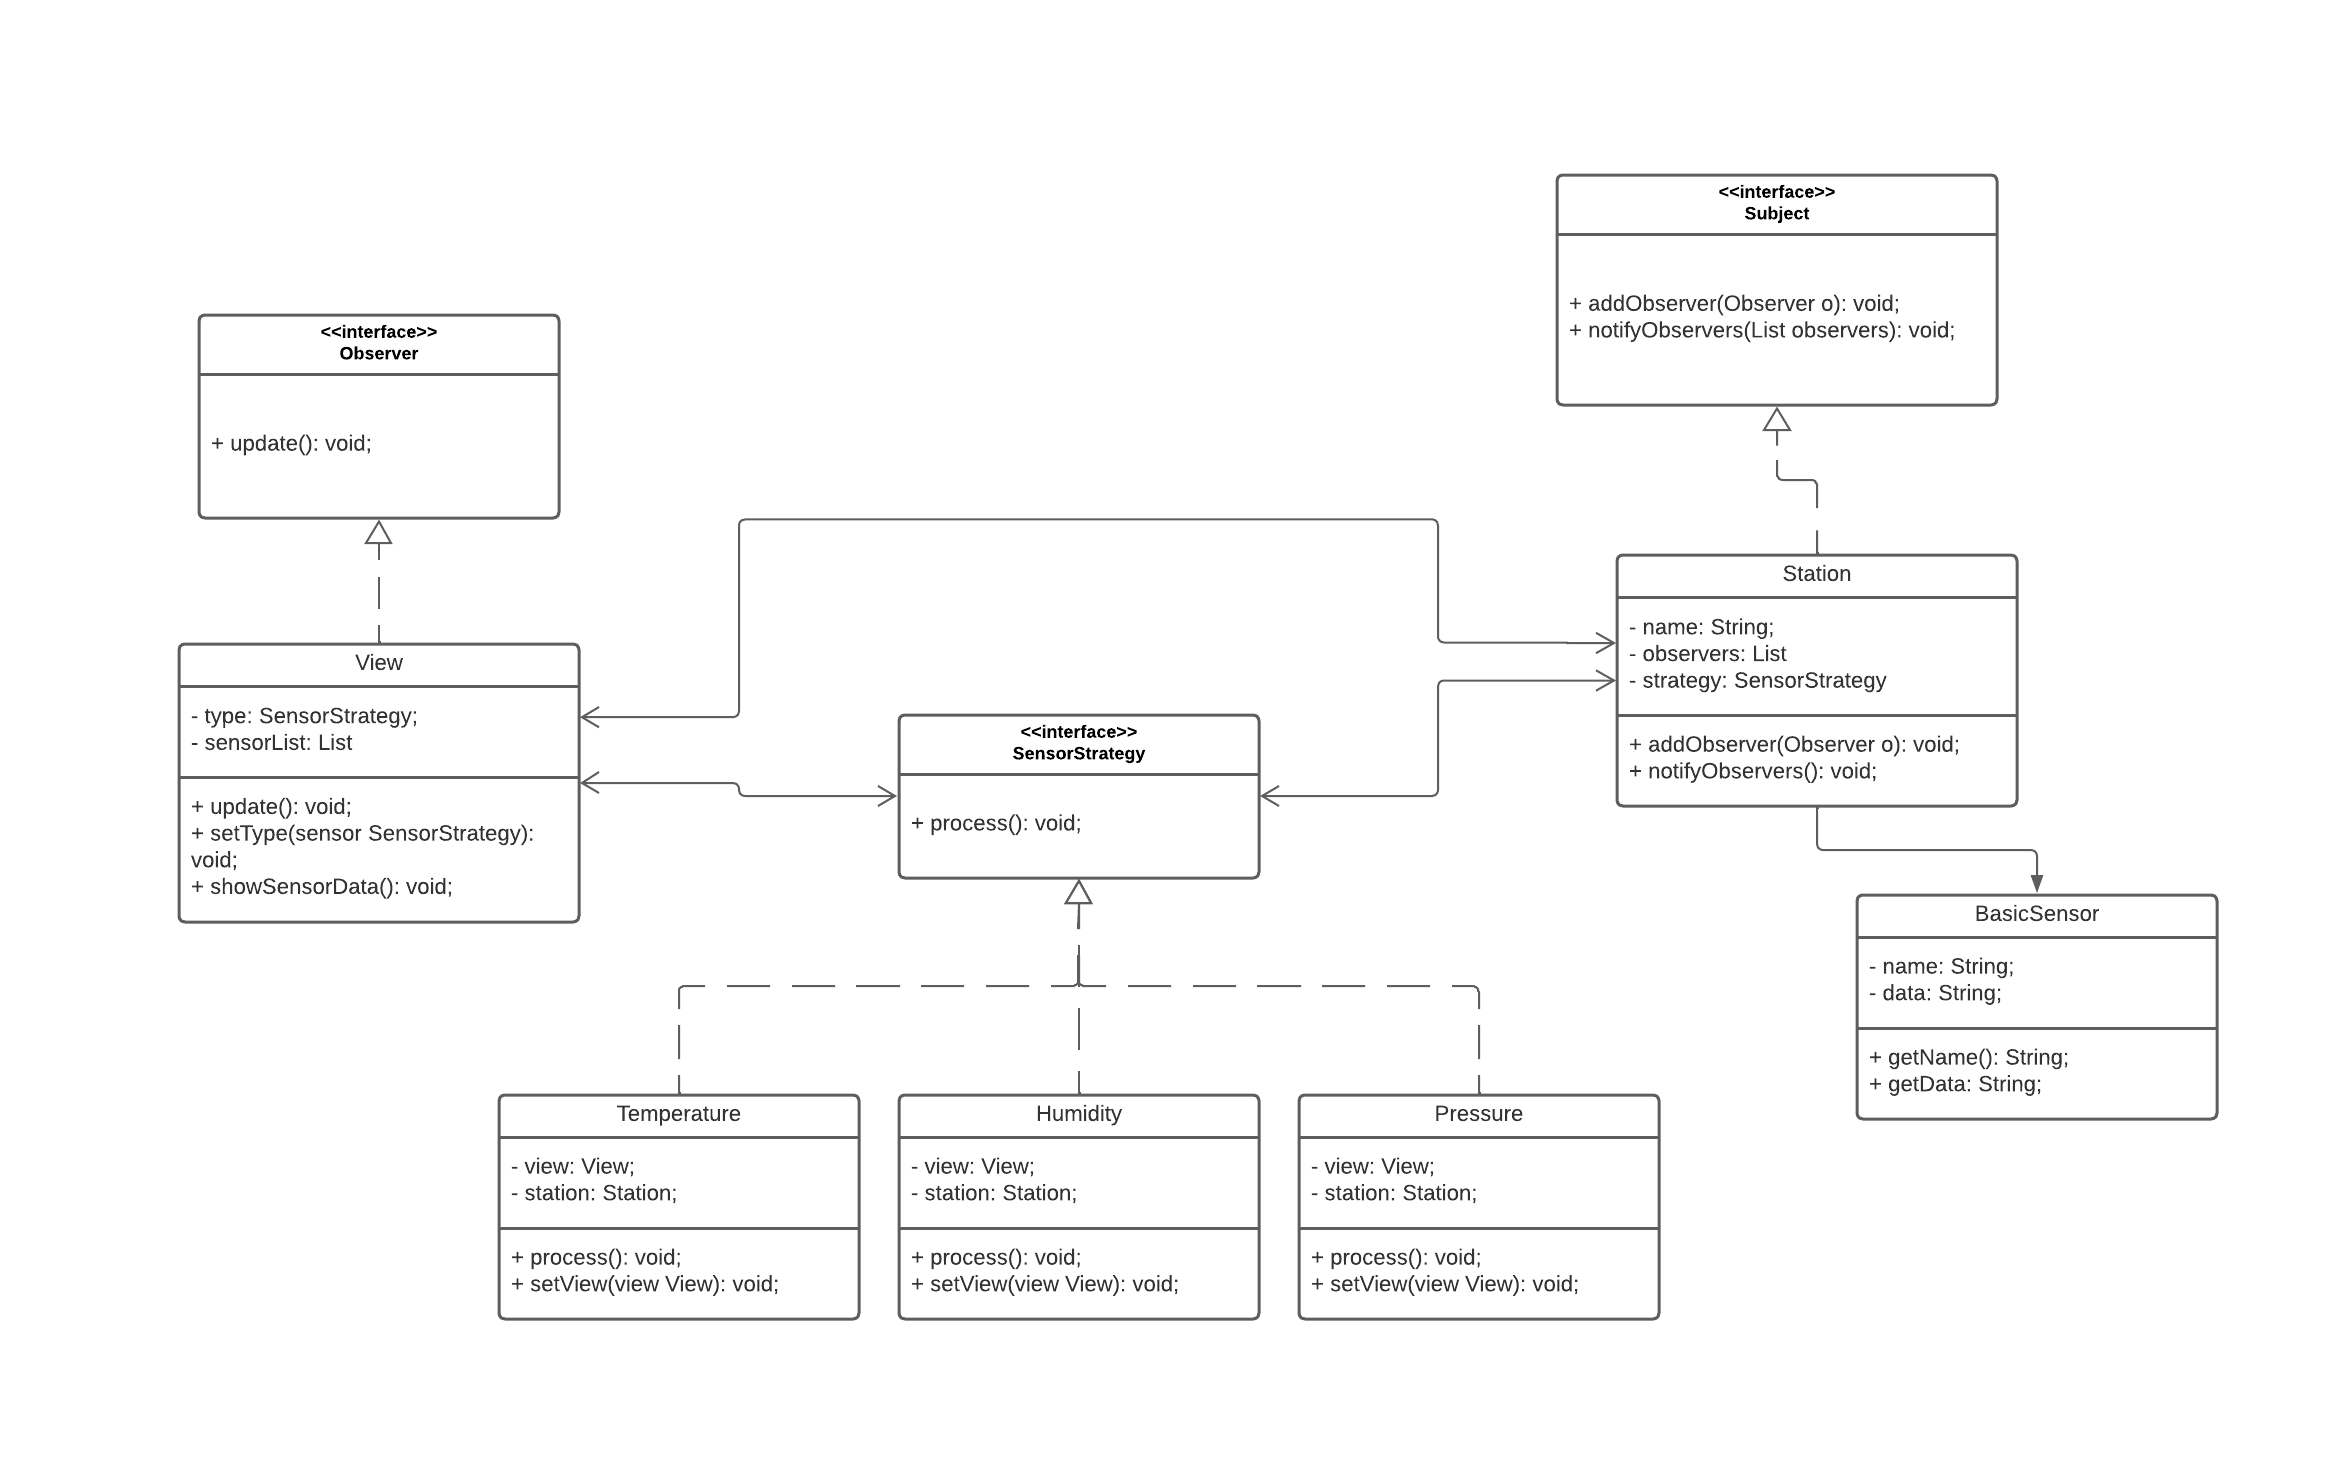 <<interface>>
Subject
+ addObserver(Observer o): void;
+ notifyObservers(List observers): void;
<<interface>>
Observer
+ update(): void;
Station
- name: String;
- observers: List
- strategy: SensorStrategy
+ addObserver(Observer o): void;
+ notifyObservers(): void;
View
- type: SensorStrategy;
- sensorList: List
+ update(): void;
+ setType(sensor SensorStrategy):
void;
+ showSensorData(): void;
<<interface>>
SensorStrategy
+ process(): void;
BasicSensor
- name: String;
- data: String;
+ getName(): String;
+ getData: String;
Temperature
- view: View;
- station: Station;
+ process(): void;
+ setView(view View): void;
Humidity
- view: View;
- station: Station;
+ process(): void;
+ setView(view View): void;
Pressure
- view: View;
- station: Station;
+ process(): void;
+ setView(view View): void;